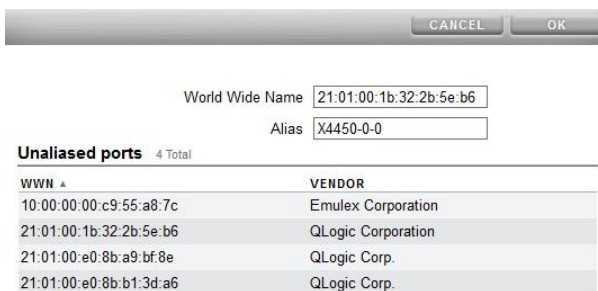 CANCEL OK
World Wide Name 21:01:00:1b:32:2b:5e:b6
Alias X4450-0-0
Unaliased ports 4 Total
WWN ▲ VENDOR
10:00:00:00:c9:55:a8:7c Emulex Corporation
21:01:00:1b:32:2b:5e:b6 QLogic Corporation
21:01:00:e0:8b:a9:bf:8e QLogic Corp.
21:01:00:e0:8b:b1:3d:a6 QLogic Corp.